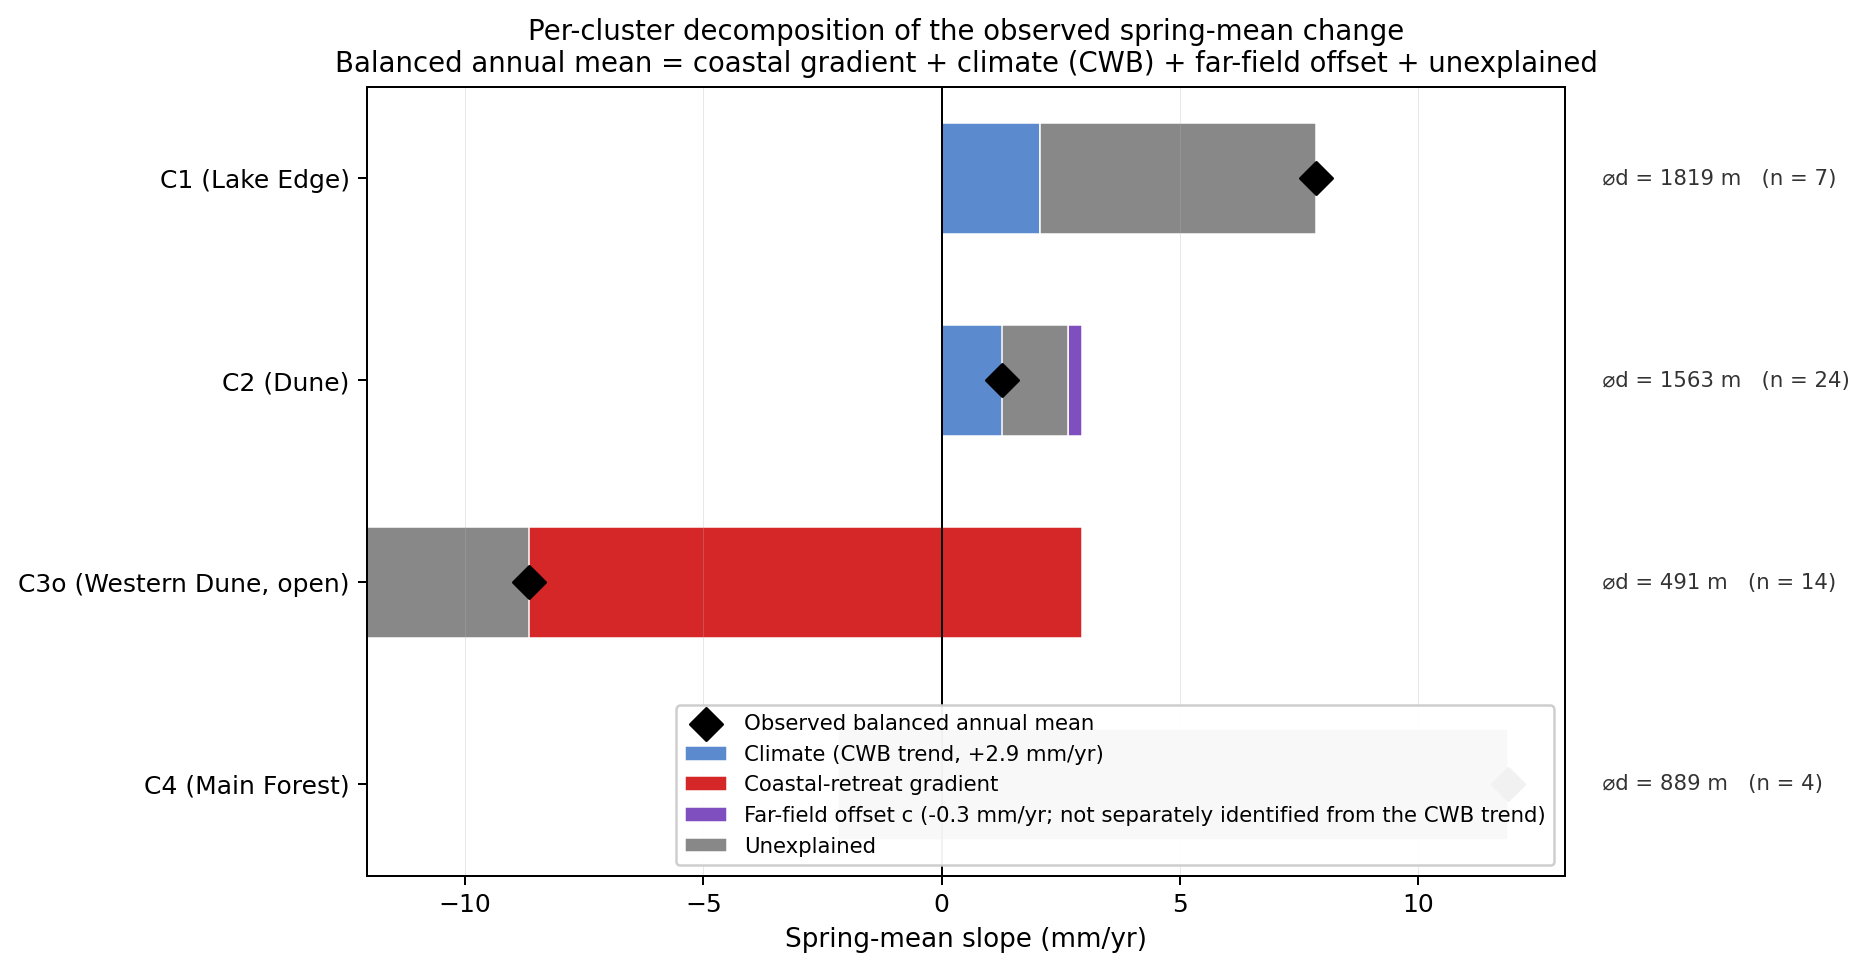 Per-cluster decomposition of the observed spring-mean change
Balanced annual mean = coastal gradient + climate (CWB) + far-field offset + unexplained
C1 (Lake Edge)
⌀d = 1819 m (n = 7)
C2 (Dune)
⌀d = 1563 m (n = 24)
C3o (Western Dune, open)
⌀d = 491 m (n = 14)
C4 (Main Forest)
⌀d = 889 m (n = 4)
Observed balanced annual mean
Climate (CWB trend, +2.9 mm/yr)
Coastal-retreat gradient
Far-field offset c (-0.3 mm/yr; not separately identified from the CWB trend)
Unexplained
−10 −5 0 5 10
Spring-mean slope (mm/yr)